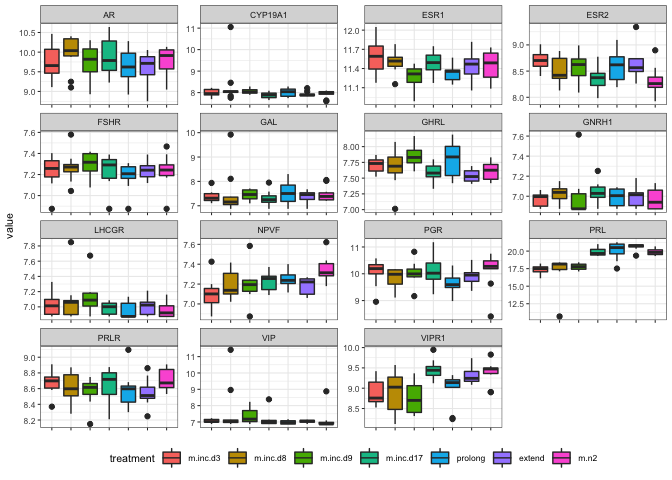 AR CYP19A1 ESR1 ESR2
10.5 10.0 9.5 9.0
11 10 9 8
12.0 11.7 11.4 11.1
9.0 8.5 8.0
FSHR GAL GHRL GNRH1
7.6 7.4 7.2 7.0
10 9 8 7
8.00 7.75 7.50 7.25 7.00
7.6 7.4 7.2 7.0
value
LHCGR NPVF PGR PRL
7.8 7.6 7.4 7.2 7.0
7.6 7.4 7.2 7.0
11 10 9
20.0 17.5 15.0 12.5
PRLR VIP VIPR1
9.0 8.8 8.6 8.4 8.2
11 10 9 8 7
10.0 9.5 9.0 8.5
treatment m.inc.d3 m.inc.d8 m.inc.d9 m.inc.d17 prolong extend m.n2